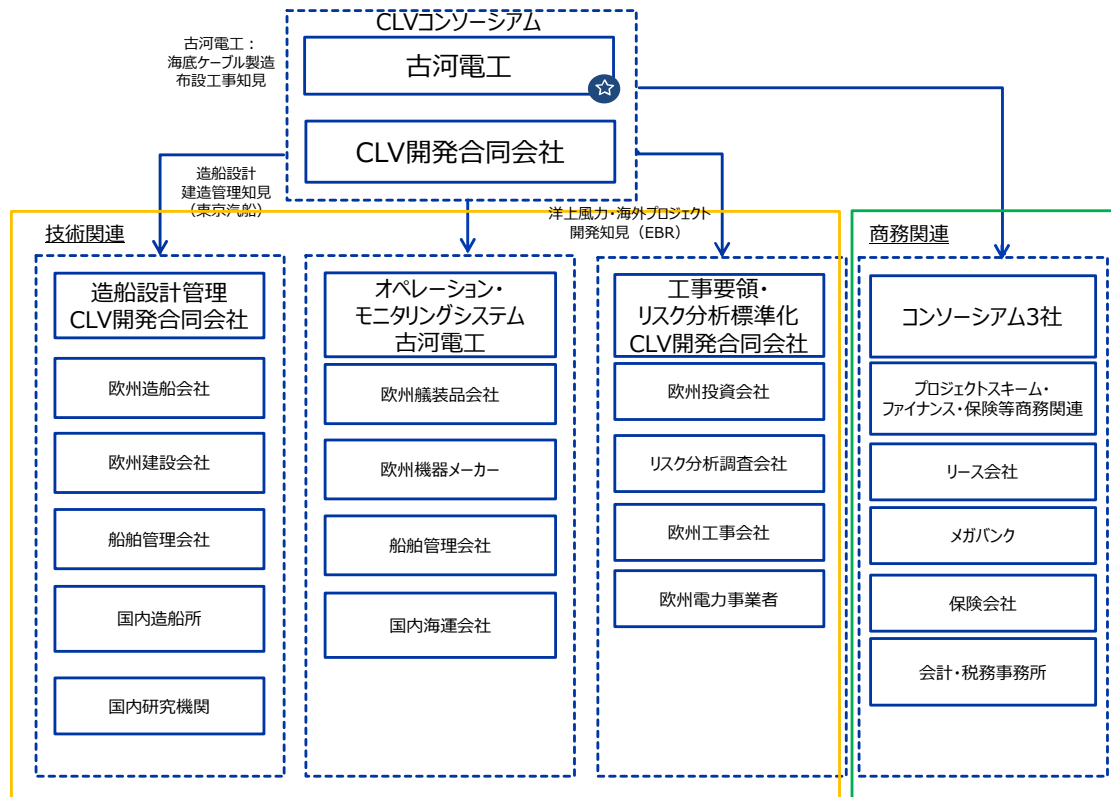 CLVコンソーシアム
古河電工：
海底ケーブル製造
布設工事知見
古河電工
CLV開発合同会社
造船設計
建造管理知見
（東京汽船）
洋上風力・海外プロジェクト
開発知見（EBR）
技術関連
造船設計管理
CLV開発合同会社
欧州造船会社
欧州建設会社
船舶管理会社
国内造船所
国内研究機関
オペレーション・
モニタリングシステム
古河電工
欧州艤装品会社
欧州機器メーカー
船舶管理会社
国内海運会社
工事要領・
リスク分析標準化
CLV開発合同会社
欧州投資会社
リスク分析調査会社
欧州工事会社
欧州電力事業者
商務関連
コンソーシアム3社
プロジェクトスキーム・
ファイナンス・保険等商務関連
リース会社
メガバンク
保険会社
会計・税務事務所